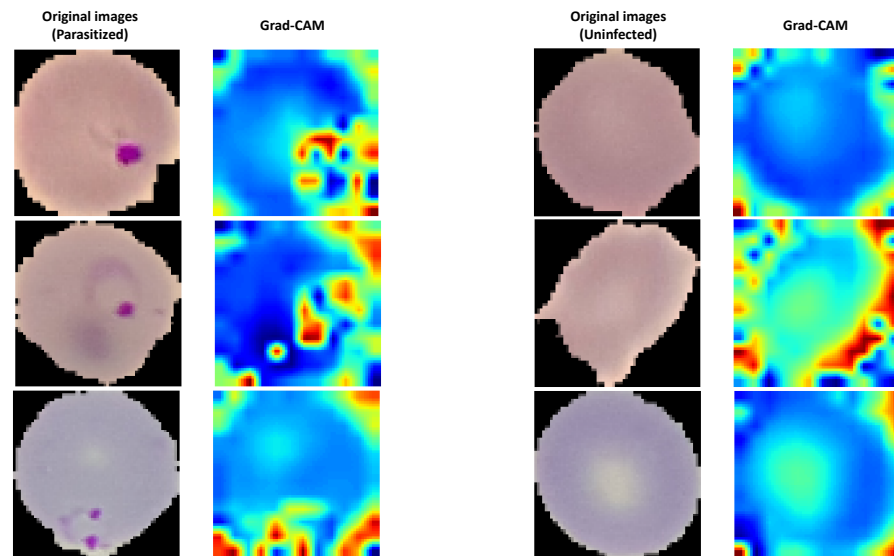 Original images
(Parasitized)
Grad-CAM
Original images
(Uninfected)
Grad-CAM